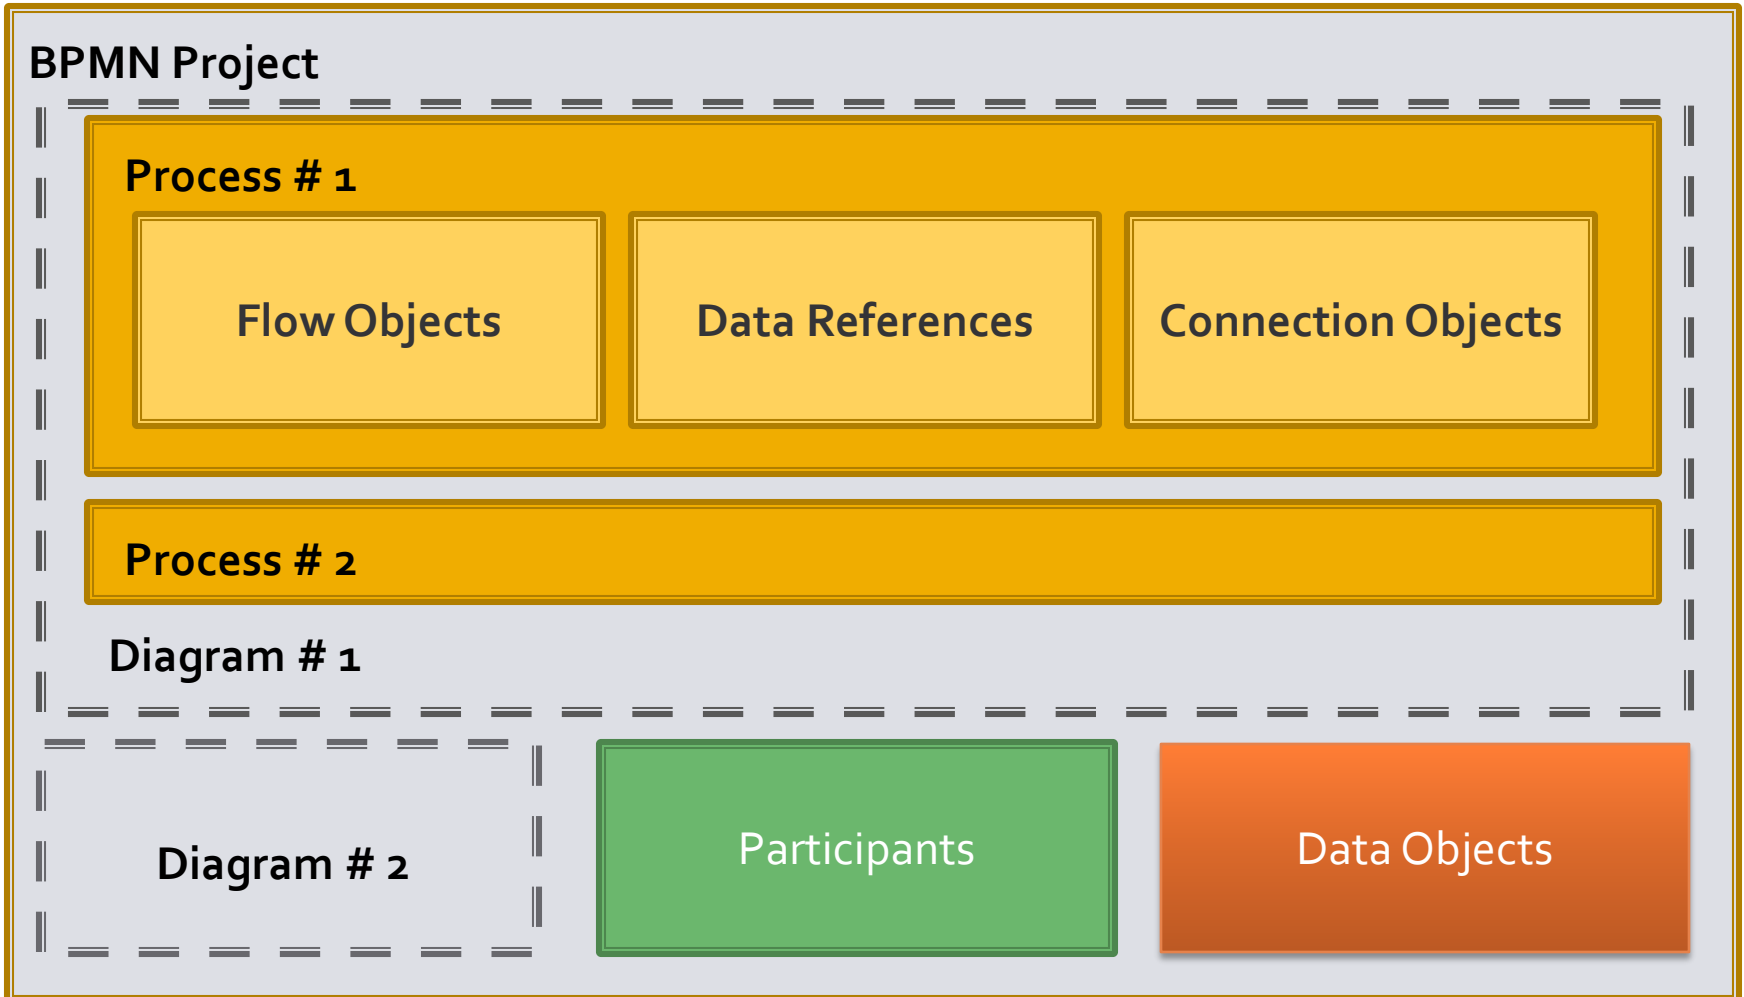 BPMN Project
Process # 1
Flow Objects
Data References
Connection Objects
Process # 2
Diagram # 1
Diagram # 2
Participants
Data Objects